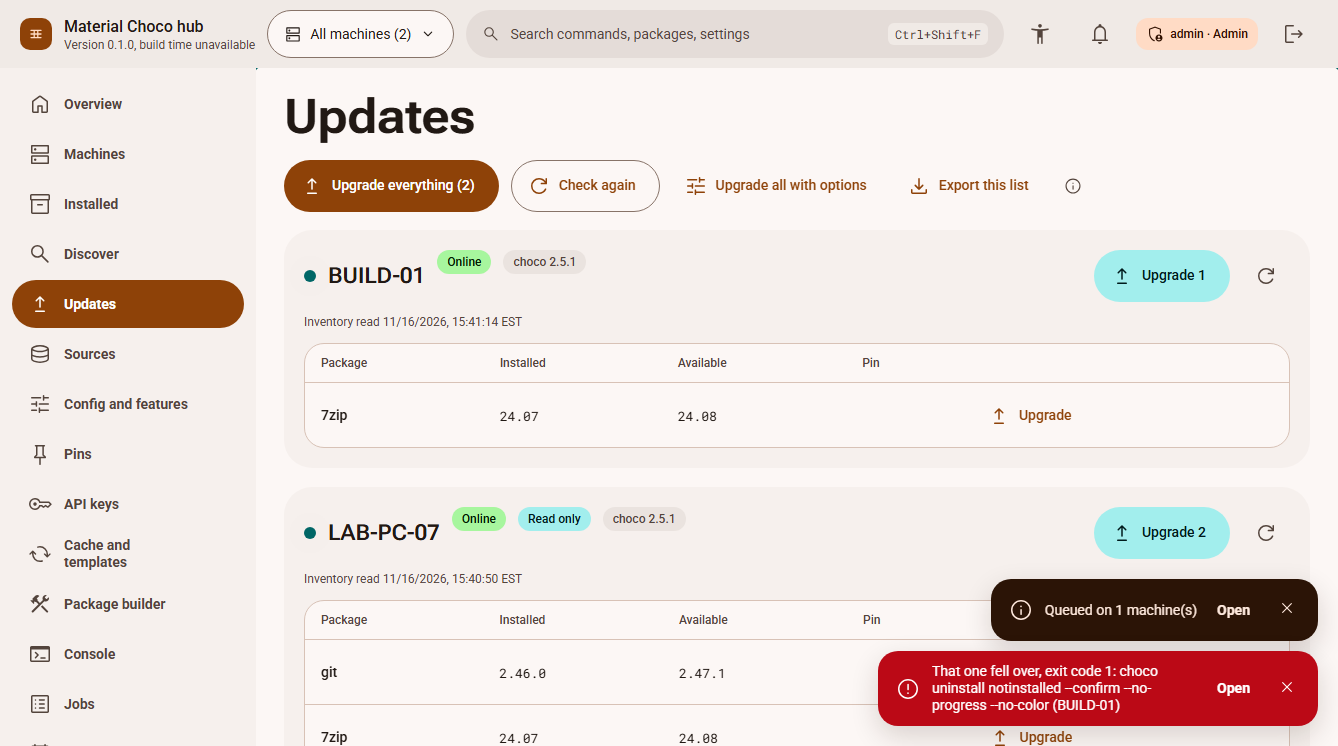 Material Choco hub
Version 0.1.0, build time unavailable
All machines (2)
Search commands, packages, settings
Ctrl+Shift+F
admin · Admin
Overview
Machines
Installed
Discover
Updates
Sources
Config and features
Pins
API keys
Cache and
templates
Package builder
Console
Jobs
Updates
Upgrade everything (2)
Check again
Upgrade all with options
Export this list
BUILD-01
Online
choco 2.5.1
Upgrade 1
Inventory read 11/16/2026, 15:41:14 EST
Package Installed Available Pin
7zip 24.07 24.08 Upgrade
LAB-PC-07
Online
Read only
choco 2.5.1
Upgrade 2
Inventory read 11/16/2026, 15:40:50 EST
Package Installed Available Pin
git 2.46.0 2.47.1
7zip 24.07 24.08 Upgrade
Queued on 1 machine(s) Open
That one fell over, exit code 1: choco
uninstall notinstalled –confirm –no-
progress –no-color (BUILD-01)
Open